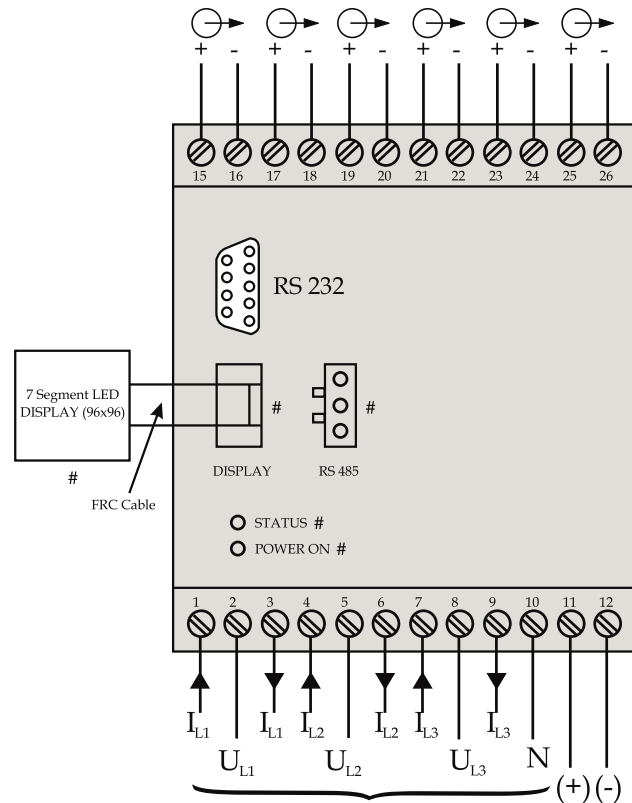 + - + - + - + - + - + -
15 16 17 18 19 20 21 22 23 24 25 26
RS 232
7 Segment LED
DISPLAY (96x96)
#
#
#
DISPLAY
RS 485
FRC Cable
STATUS #
POWER ON #
1 2 3 4 5 6 7 8 9 10 11 12
IL1 IL1 IL2 IL2 IL3 IL3
UL1 UL2 UL3 N (+) (-)